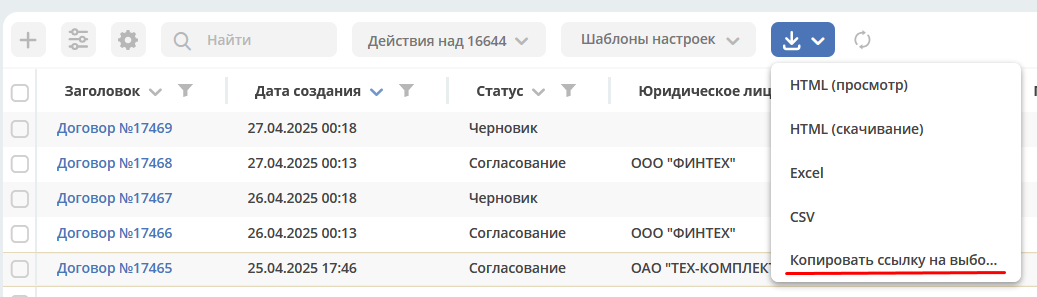 Найти
Действия над 16644
Шаблоны настроек
Заголовок Дата создания Статус Юридическое лиц
Договор №17469 27.04.2025 00:18 Черновик
Договор №17468 27.04.2025 00:13 Согласование ООО "ФИНТЕХ"
Договор №17467 26.04.2025 00:18 Черновик
Договор №17466 26.04.2025 00:13 Согласование ООО "ФИНТЕХ"
Договор №17465 25.04.2025 17:46 Согласование ОАО "ТЕХ-КОМПЛЕКТ
HTML (просмотр)
HTML (скачивание)
Excel
CSV
Копировать ссылку на выбо...